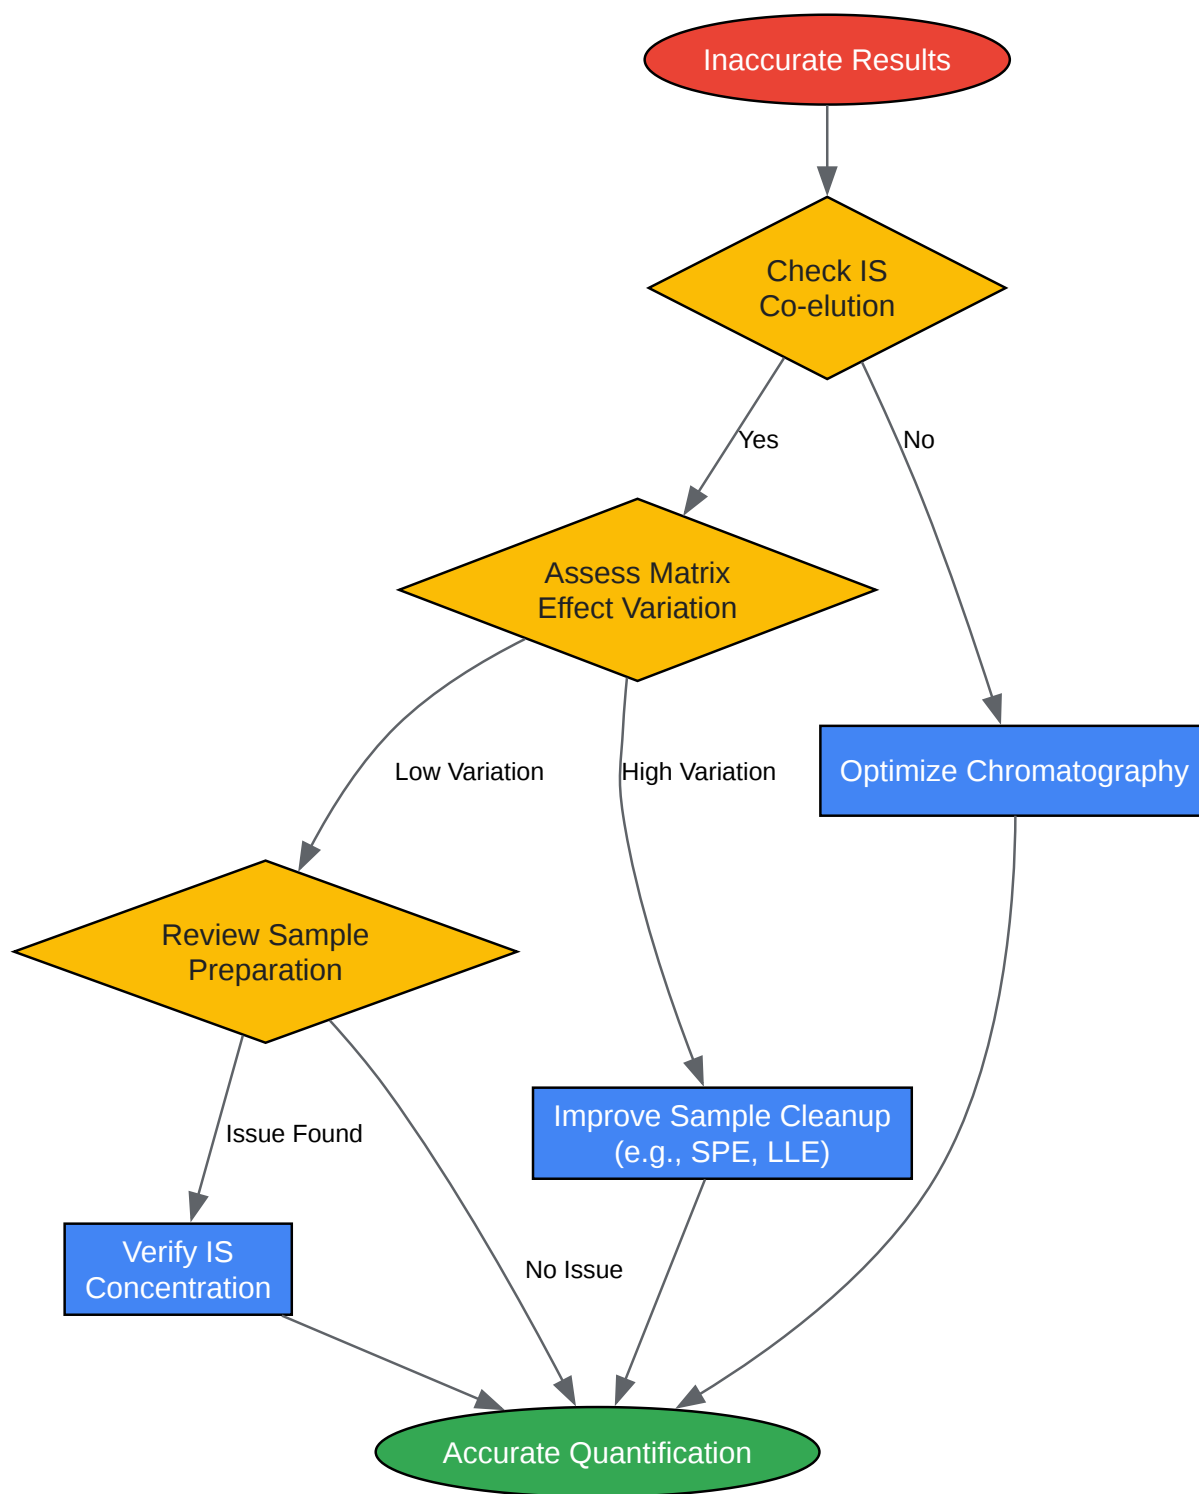 Inaccurate Results
Check IS
Co-elution
Yes
No
Assess Matrix
Effect Variation
Low Variation
High Variation
Optimize Chromatography
Review Sample
Preparation
Issue Found
Improve Sample Cleanup
(e.g., SPE, LLE)
Verify IS
Concentration
No Issue
Accurate Quantification